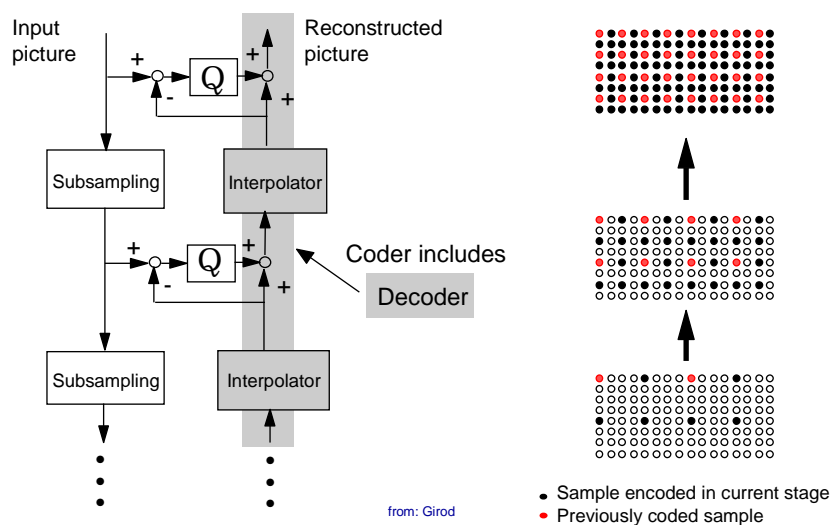 Input
picture
Reconstructed
picture
+
+
Q
-
+
Subsampling
Interpolator
+
+
Q
-
+
Coder includes
Decoder
Subsampling
Interpolator
from: Girod
Sample encoded in current stage
Previously coded sample